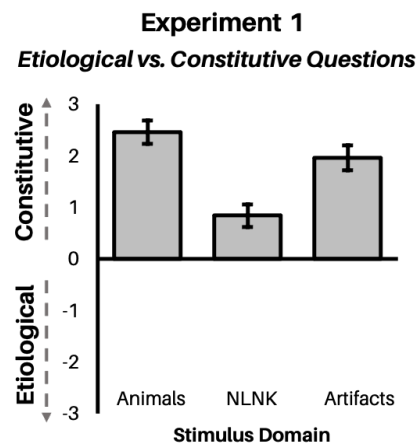 Experiment 1
Etiological vs. Constitutive Questions
Constitutive
Etiological
3
2
1
0
-1
-2
-3
Animals NLNK Artifacts
Stimulus Domain